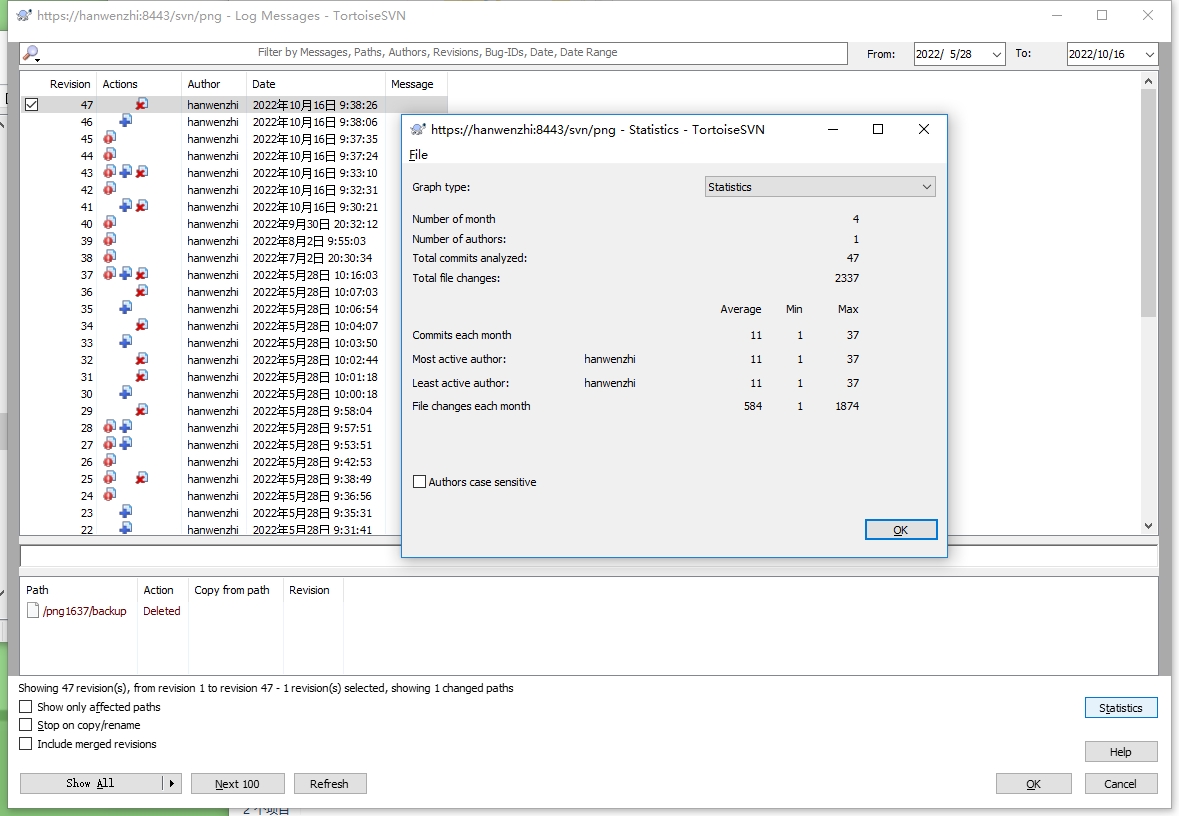 https://hanwenzhi:8443/svn/png - Log Messages - TortoiseSVN
Filter by Messages, Paths, Authors, Revisions, Bug-IDs, Date, Date Range
From: 2022/ 5/28 To: 2022/10/16
Revision Actions Author Date Message
47 hanwenzhi 2022年10月16日 9:38:26
46 hanwenzhi 2022年10月16日 9:38:06
45 hanwenzhi 2022年10月16日 9:37:35
44 hanwenzhi 2022年10月16日 9:37:24
43 hanwenzhi 2022年10月16日 9:33:10
42 hanwenzhi 2022年10月16日 9:32:31
41 hanwenzhi 2022年10月16日 9:30:21
40 hanwenzhi 2022年9月30日 20:32:12
39 hanwenzhi 2022年8月2日 9:55:03
38 hanwenzhi 2022年7月2日 20:30:34
37 hanwenzhi 2022年5月28日 10:16:03
36 hanwenzhi 2022年5月28日 10:07:03
35 hanwenzhi 2022年5月28日 10:06:54
34 hanwenzhi 2022年5月28日 10:04:07
33 hanwenzhi 2022年5月28日 10:03:50
32 hanwenzhi 2022年5月28日 10:02:44
31 hanwenzhi 2022年5月28日 10:01:18
30 hanwenzhi 2022年5月28日 10:00:18
29 hanwenzhi 2022年5月28日 9:58:04
28 hanwenzhi 2022年5月28日 9:57:51
27 hanwenzhi 2022年5月28日 9:53:51
26 hanwenzhi 2022年5月28日 9:42:53
25 hanwenzhi 2022年5月28日 9:38:49
24 hanwenzhi 2022年5月28日 9:36:56
23 hanwenzhi 2022年5月28日 9:35:31
22 hanwenzhi 2022年5月28日 9:31:41
https://hanwenzhi:8443/svn/png - Statistics - TortoiseSVN
File
Graph type: Statistics
Number of month 4
Number of authors: 1
Total commits analyzed: 47
Total file changes: 2337
Average Min Max
Commits each month 11 1 37
Most active author: hanwenzhi 11 1 37
Least active author: hanwenzhi 11 1 37
File changes each month 584 1 1874
Authors case sensitive
OK
Path Action Copy from path Revision
/png1637/backup Deleted
Showing 47 revision(s), from revision 1 to revision 47 - 1 revision(s) selected, showing 1 changed paths
Show only affected paths
Stop on copy/rename
Include merged revisions
Statistics
Help
Show All Next 100 Refresh OK Cancel
2 个项目